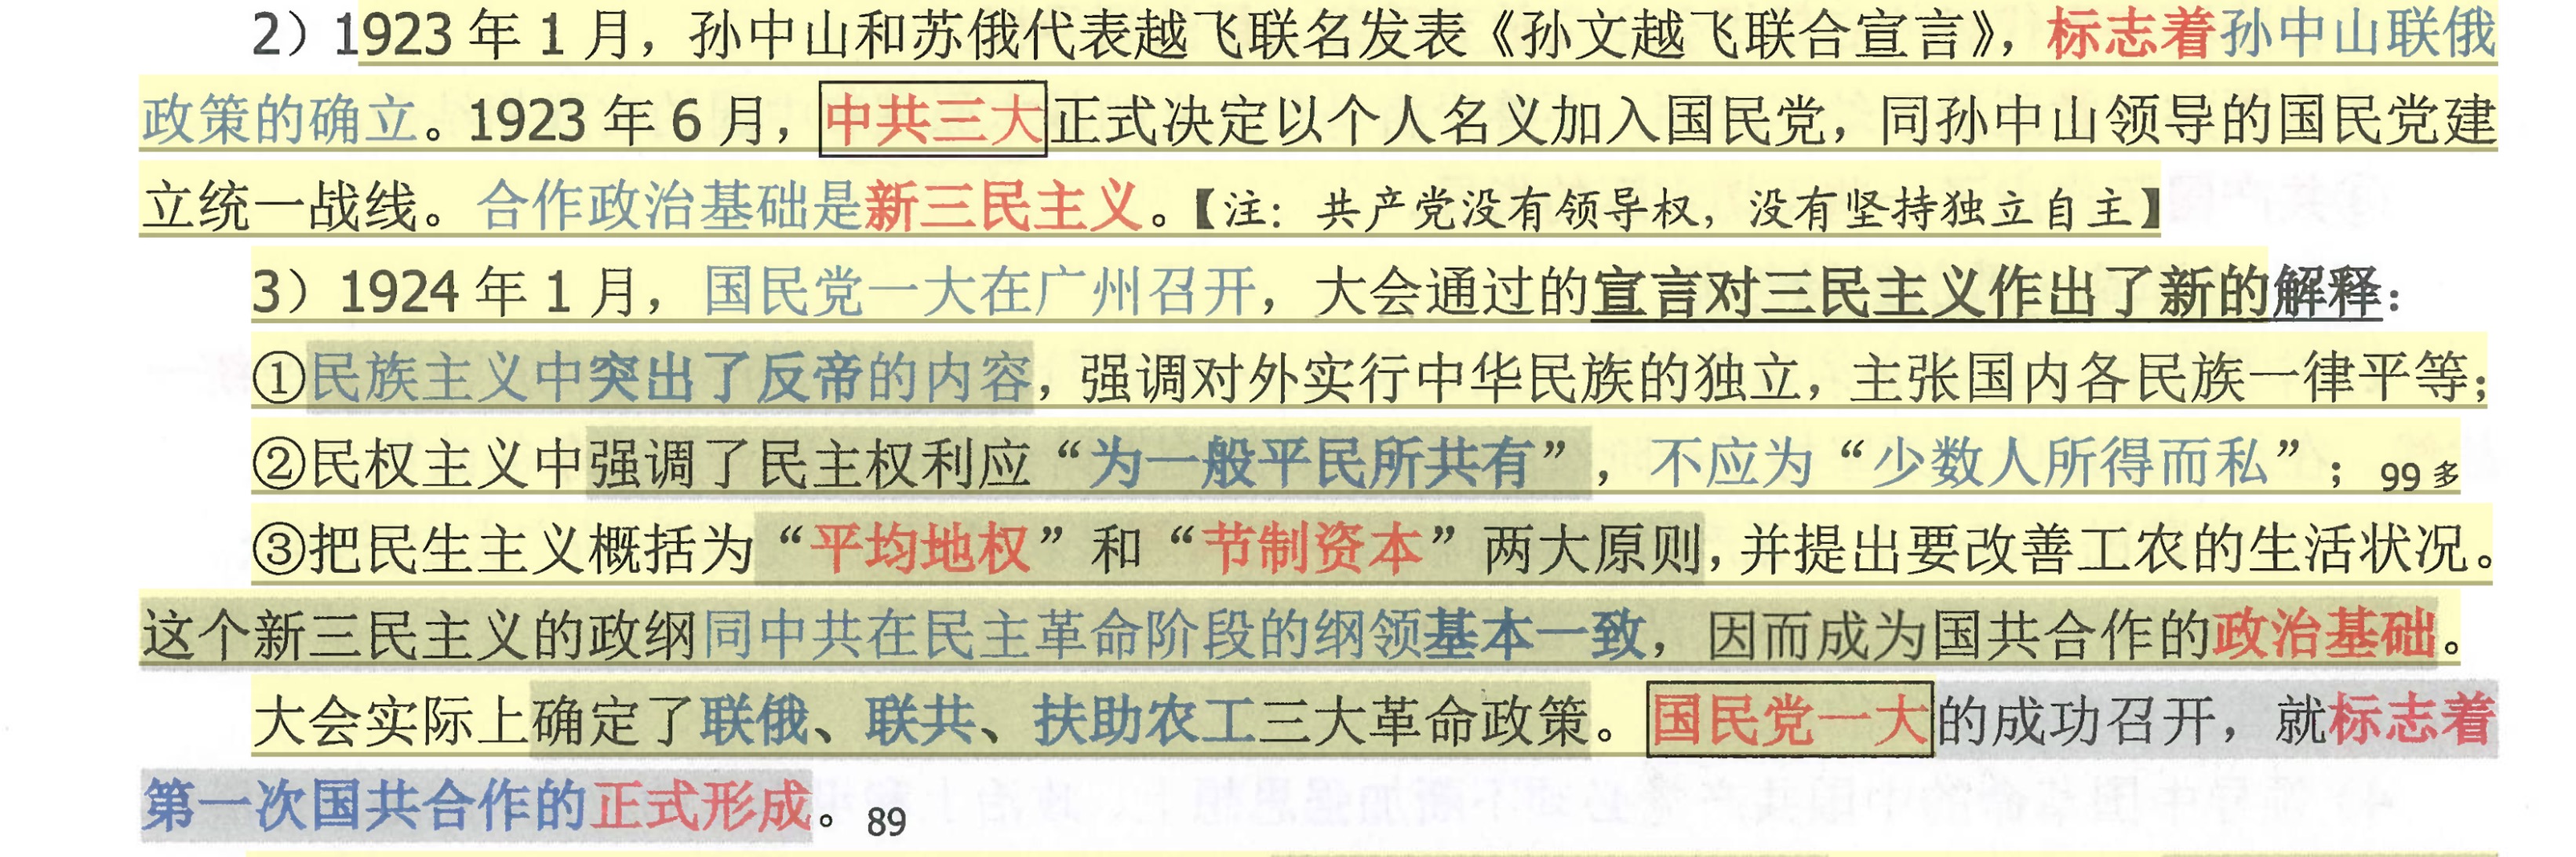 2）1923 年 1 月，孙中山和苏俄代表越飞联名发表《孙文越飞联合宣言》，标志着孙中山联俄
政策的确立。1923 年 6 月，中共三大正式决定以个人名义加入国民党，同孙中山领导的国民党建
立统一战线。合作政治基础是新三民主义。【注：共产党没有领导权，没有坚持独立自主】
3）1924 年 1 月，国民党一大在广州召开，大会通过的宣言对三民主义作出了新的解释：
①民族主义中突出了反帝的内容，强调对外实行中华民族的独立，主张国内各民族一律平等；
②民权主义中强调了民主权利应“为一般平民所共有”，不应为“少数人所得而私”；99 多
③把民生主义概括为“平均地权”和“节制资本”两大原则，并提出要改善工农的生活状况。
这个新三民主义的政纲同中共在民主革命阶段的纲领基本一致，因而成为国共合作的政治基础。
大会实际上确定了联俄、联共、扶助农工三大革命政策。国民党一大的成功召开，就标志着
第一次国共合作的正式形成。89